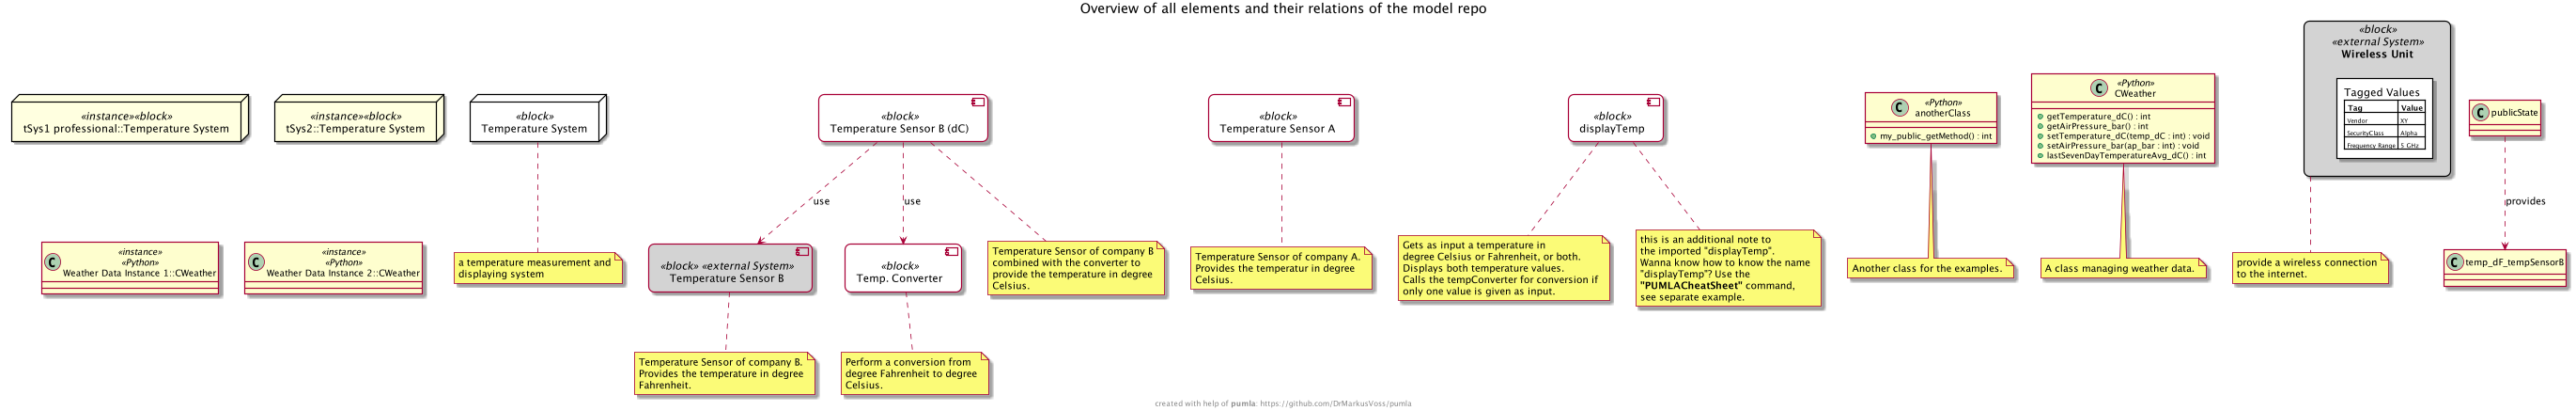 Overview of all elements and their relations of the model repo
«instance»«block»
tSys1 professional::Temperature System
«instance»«block»
tSys2::Temperature System
«block»
Temperature System
«block»
Temperature Sensor B (dC)
«block»
Temperature Sensor A
«block»
displayTemp
C
«Python»
anotherClass
my_public_getMethod() : int
C
«Python»
CWeather
getTemperature_dC() : int
getAirPressure_bar() : int
setTemperature_dC(temp_dC : int) : void
setAirPressure_bar(ap_bar : int) : void
lastSevenDayTemperatureAvg_dC() : int
«block»
«external System»
Wireless Unit
Tagged Values
Tag Value
Vendor XY
SecurityClass Alpha
Frequency Range 5 GHz
C publicState
use
use
provides
C
«instance»
«Python»
Weather Data Instance 1::CWeather
C
«instance»
«Python»
Weather Data Instance 2::CWeather
a temperature measurement and
displaying system
«block» «external System»
Temperature Sensor B
«block»
Temp. Converter
Temperature Sensor of company B
combined with the converter to
provide the temperature in degree
Celsius.
Temperature Sensor of company A.
Provides the temperatur in degree
Celsius.
Gets as input a temperature in
degree Celsius or Fahrenheit, or both.
Displays both temperature values.
Calls the tempConverter for conversion if
only one value is given as input.
this is an additional note to
the imported "displayTemp".
Wanna know how to know the name
"displayTemp"? Use the
"PUMLACheatSheet" command,
see separate example.
Another class for the examples.
A class managing weather data.
provide a wireless connection
to the internet.
C temp_dF_tempSensorB
Temperature Sensor of company B.
Provides the temperature in degree
Fahrenheit.
Perform a conversion from
degree Fahrenheit to degree
Celsius.
created with help of pumla: https://github.com/DrMarkusVoss/pumla